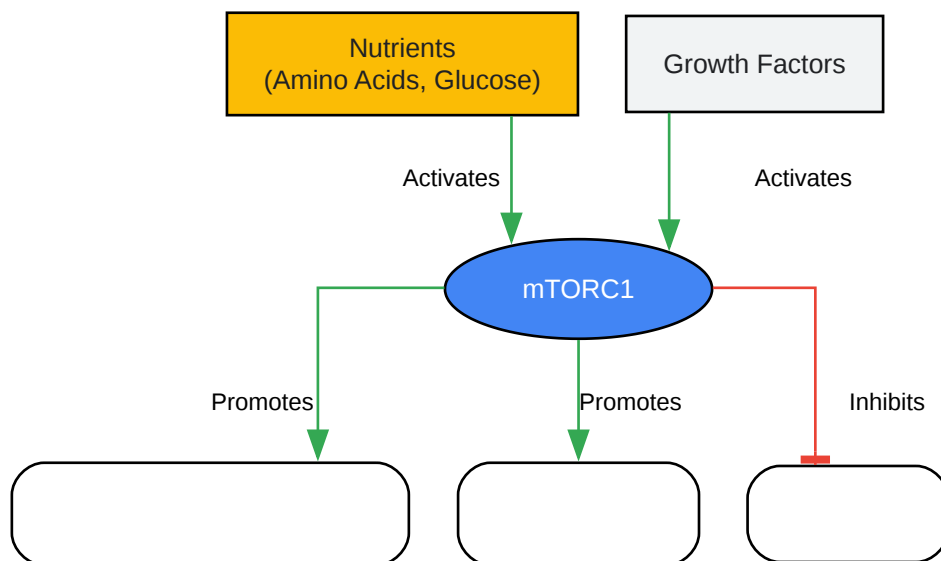 Nutrients
(Amino Acids, Glucose)
Growth Factors
Activates
Activates
mTORC1
Promotes
Promotes
Inhibits